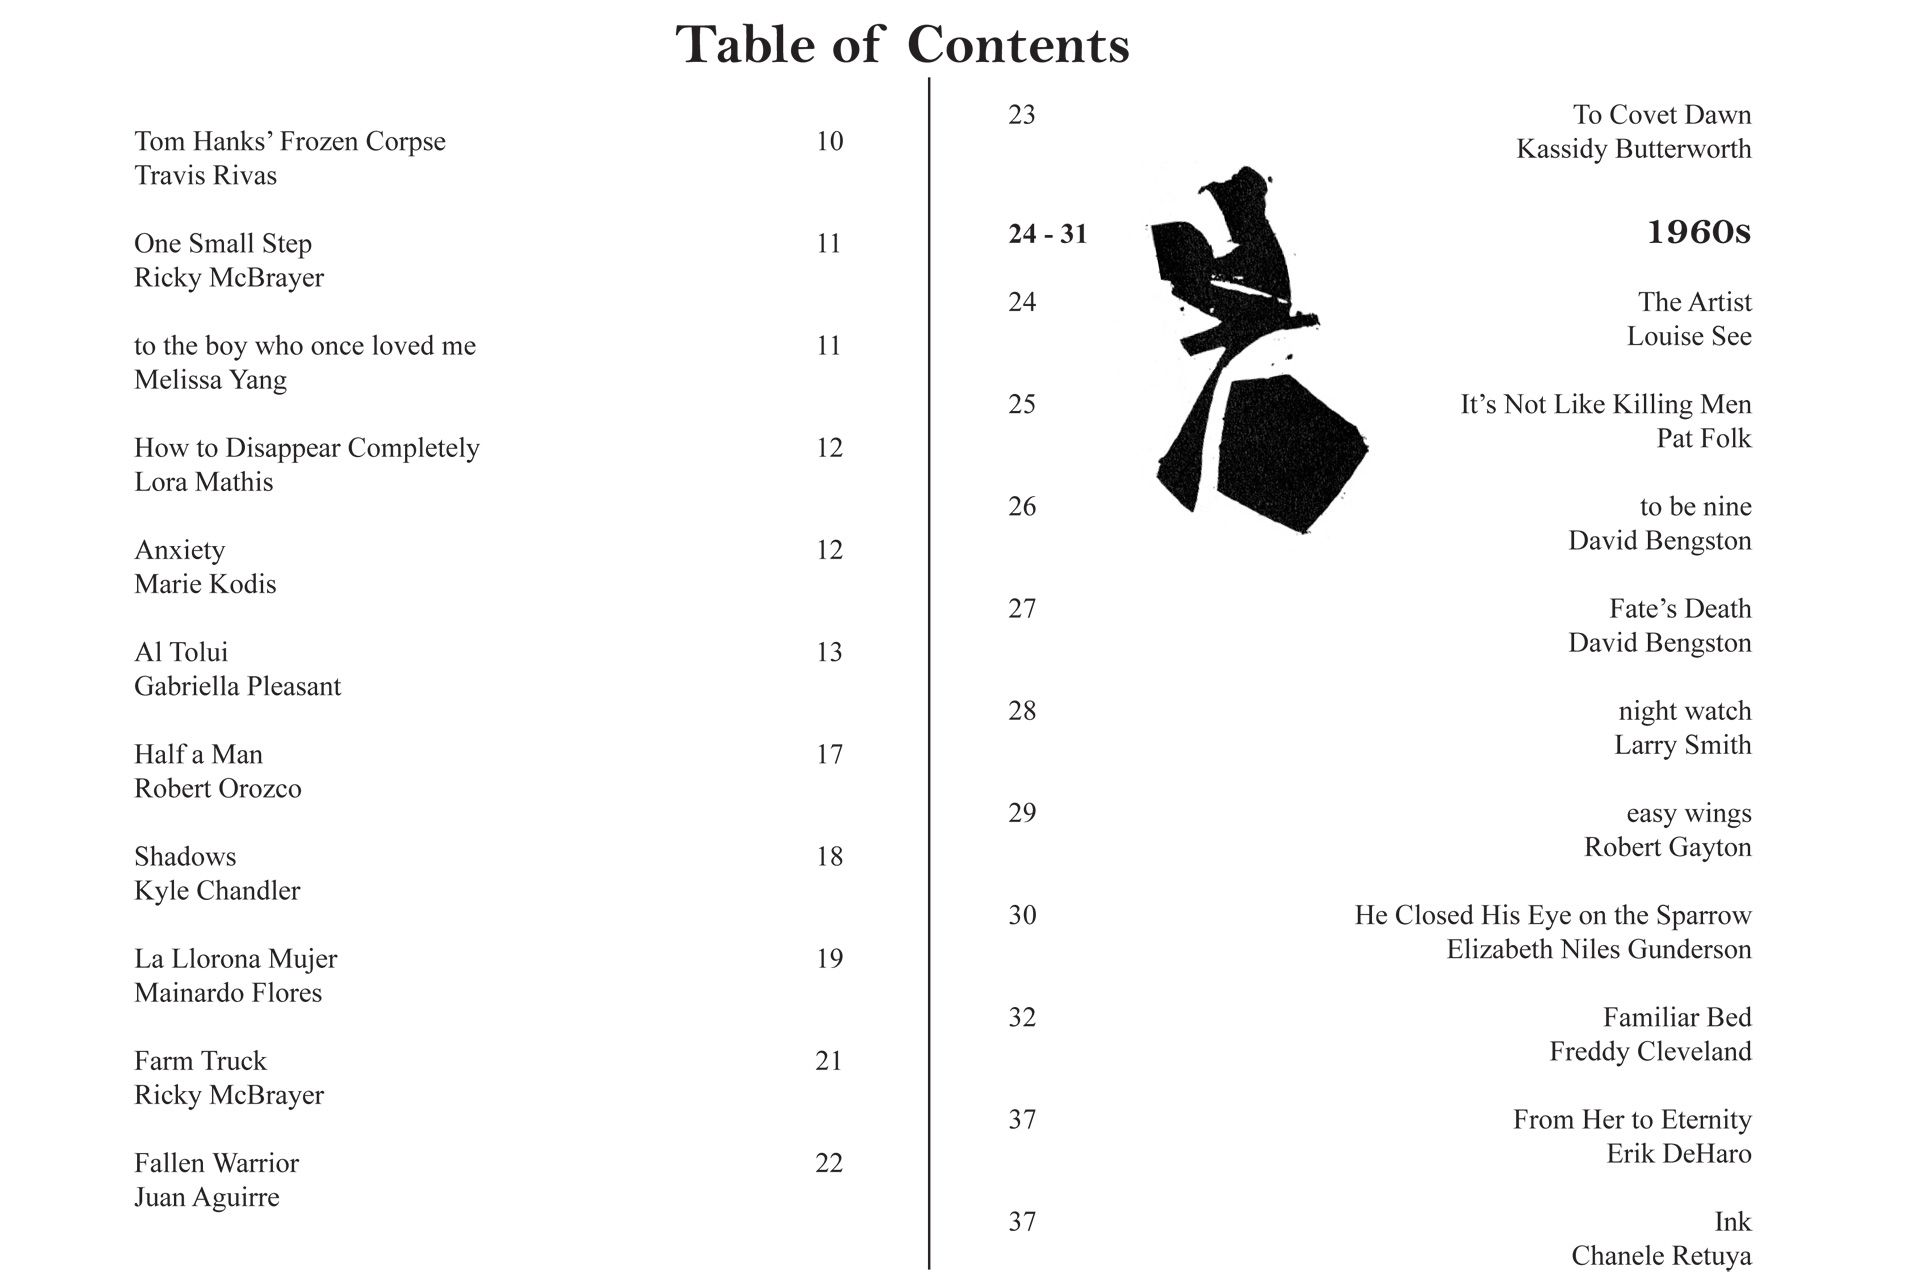 Table of Contents
Tom Hanks’ Frozen Corpse 10
Travis Rivas
One Small Step 11
Ricky McBrayer
to the boy who once loved me 11
Melissa Yang
How to Disappear Completely 12
Lora Mathis
Anxiety 12
Marie Kodis
Al Tolui 13
Gabriella Pleasant
Half a Man 17
Robert Orozco
Shadows 18
Kyle Chandler
La Llorona Mujer 19
Mainardo Flores
Farm Truck 21
Ricky McBrayer
Fallen Warrior 22
Juan Aguirre
23 To Covet Dawn
Kassidy Butterworth
24 - 31 1960s
24 The Artist
Louise See
25 It’s Not Like Killing Men
Pat Folk
26 to be nine
David Bengston
27 Fate’s Death
David Bengston
28 night watch
Larry Smith
29 easy wings
Robert Gayton
30 He Closed His Eye on the Sparrow
Elizabeth Niles Gunderson
32 Familiar Bed
Freddy Cleveland
37 From Her to Eternity
Erik DeHaro
37 Ink
Chanele Retuya